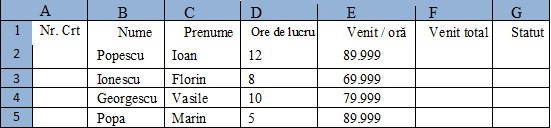 A B C D E F G
1 Nr. Crt Nume Prenume Ore de lucru Venit / oră Venit total Statut
2 Popescu Ioan 12 89.999
3 Ionescu Florin 8 69.999
4 Georgescu Vasile 10 79.999
5 Popa Marin 5 89.999